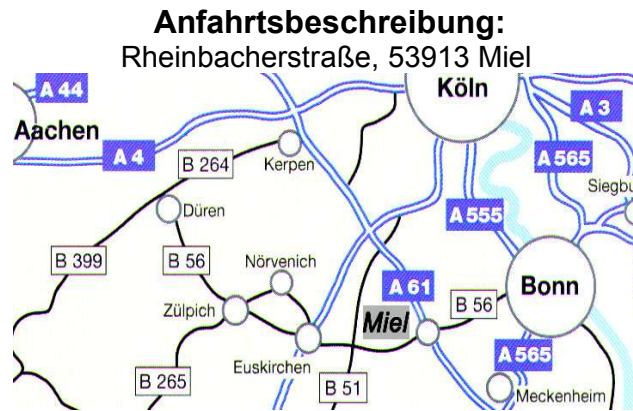 Anfahrtsbeschreibung:
Rheinbacherstraße, 53913 Miel
A 44
Köln
A 3
Aachen
A 4
B 264
Kerpen
A 565
Siegbu
Düren
A 555
B 399
B 56
Nörvenich
A 61
Bonn
Zülpich
Miel
B 56
Euskirchen
A 565
B 265
B 51
Meckenheim